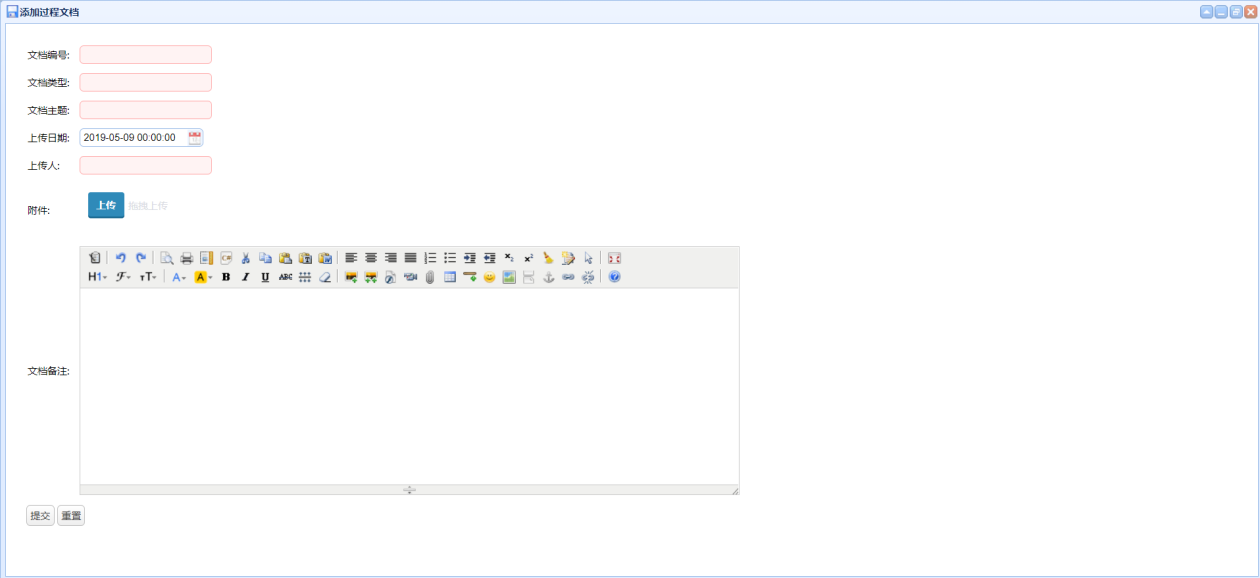 添加过程文档
文档编号:
文档类型:
文档主题:
上传日期: 2019-05-09 00:00:00
上传人:
附件: 上传 拖拽上传
C#
H1 F тT A A B I U ABC
文档备注:
提交 重置